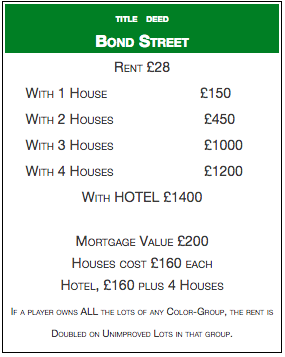 TITLE DEED
BOND STREET
RENT £28
WITH 1 HOUSE £150
WITH 2 HOUSES £450
WITH 3 HOUSES £1000
WITH 4 HOUSES £1200
WITH HOTEL £1400
MORTGAGE VALUE £200
HOUSES COST £160 EACH
HOTEL, £160 PLUS 4 HOUSES
IF A PLAYER OWNS ALL THE LOTS OF ANY COLOR-GROUP, THE RENT IS
DOUBLED ON UNIMPROVED LOTS IN THAT GROUP.